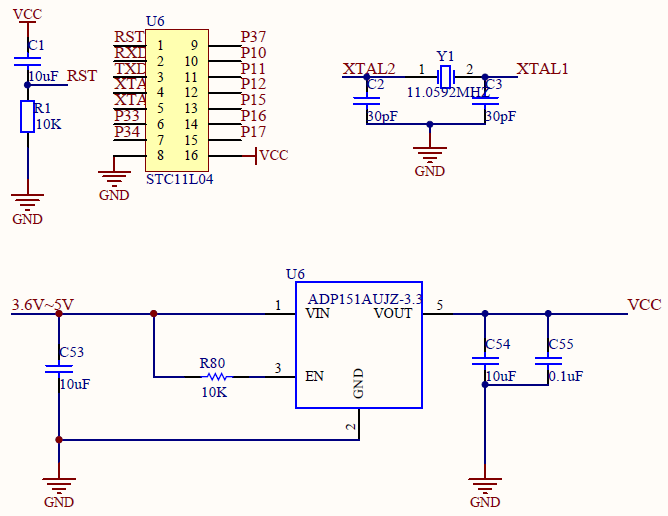 VCC
C1
10uF
RST
R1
10K
GND
U6
RST 1 9 P37
RXD 2 10 P10
TXD 3 11 P11
XTA 4 12 P12
XTA 5 13 P15
P33 6 14 P16
P34 7 15 P17
8 16 VCC
GND
STC11L04
XTAL2 1 Y1 2 XTAL1
C2 11.0592MHZ C3
30pF 30pF
GND
U6
3.6V~5V 1 ADP151AUJZ-3.3 5 VCC
VIN VOUT
C53
10uF
R80
10K
3 EN
GND
2
C54
10uF
C55
0.1uF
GND
GND